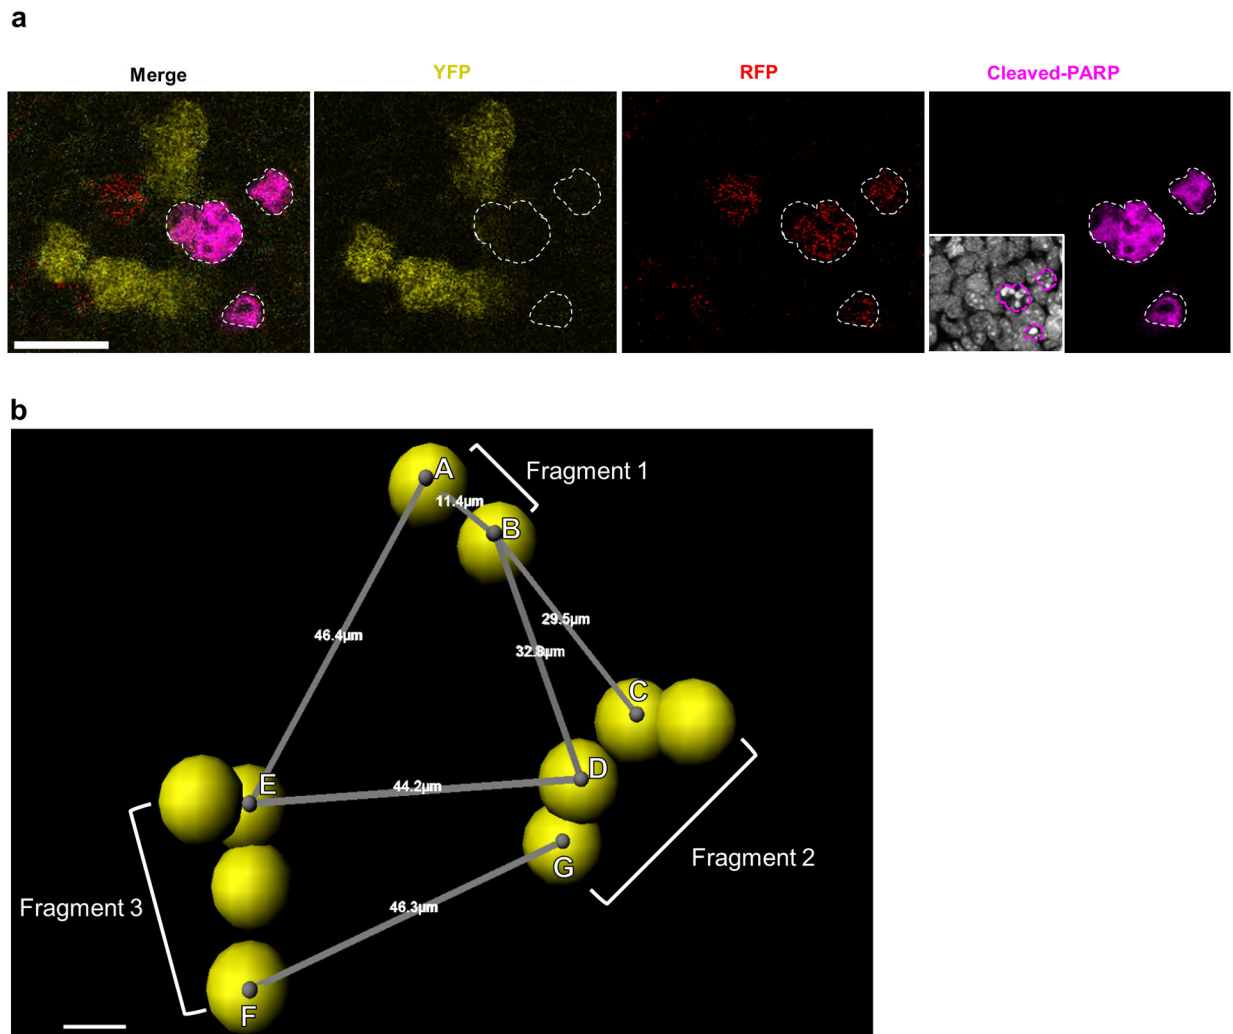 a
Merge
YFP
RFP
Cleaved-PARP
b
A
Fragment 1
11.4µm
B
29.5µm
46.4µm
32.8µm
C
D
E
44.2µm
Fragment 2
G
Fragment 3
46.3µm
F